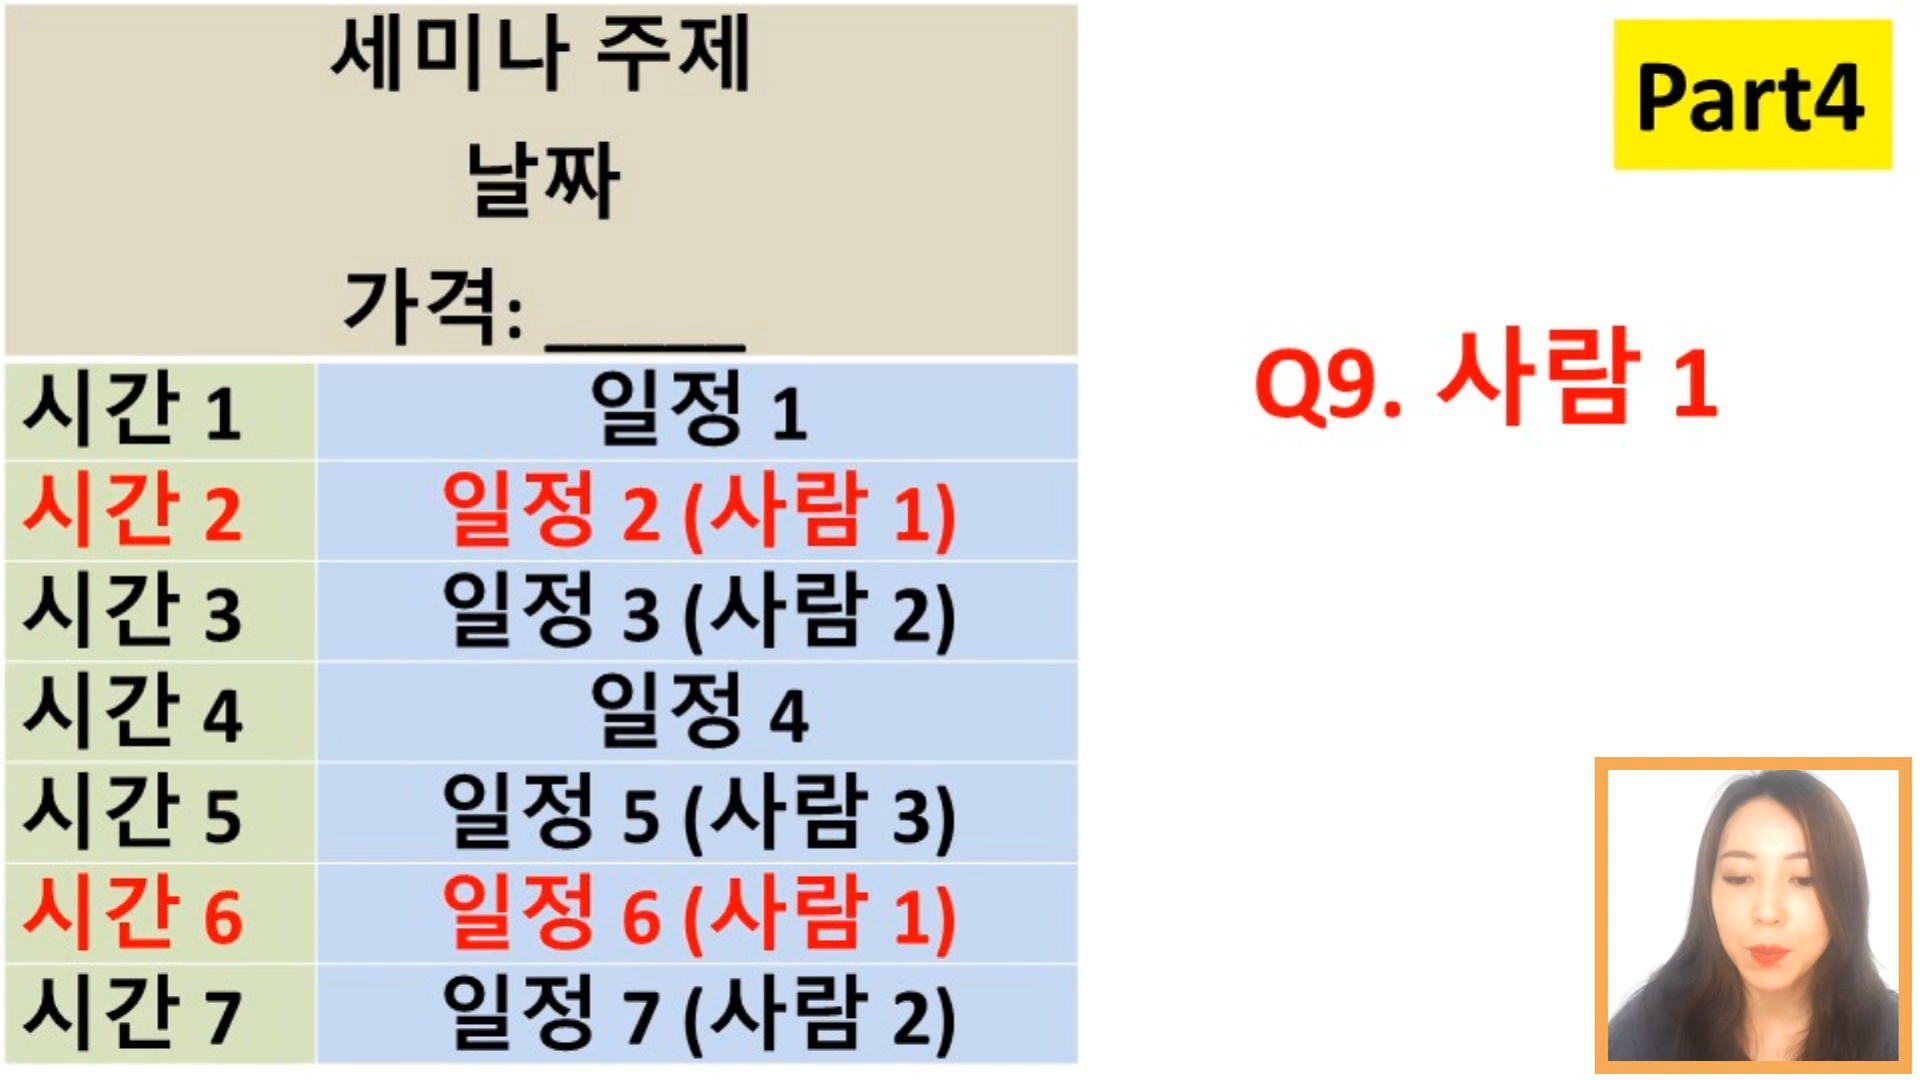 세미나 주제
날짜
가격: _____
시간 1 일정 1
시간 2 일정 2 (사람 1)
시간 3 일정 3 (사람 2)
시간 4 일정 4
시간 5 일정 5 (사람 3)
시간 6 일정 6 (사람 1)
시간 7 일정 7 (사람 2)
Part4
Q9. 사람 1